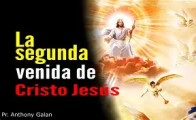 La
segunda
venida de
Cristo Jesús
Pr. Anthony Galan